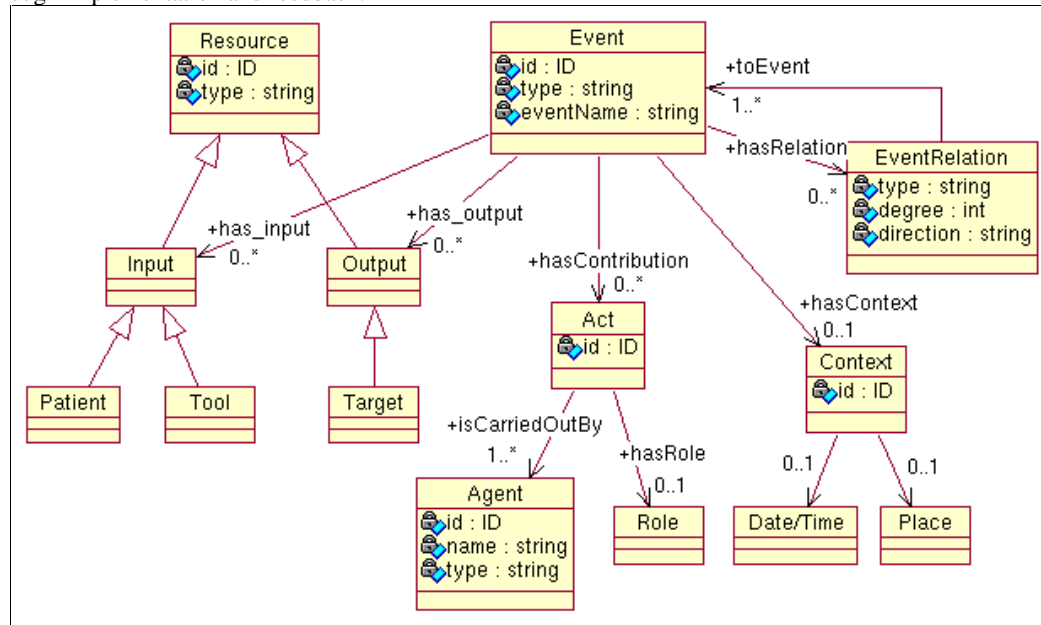 Resource
id : ID
type : string
Event
id : ID
type : string
eventName : string
+toEvent
1..*
+hasRelation
0..*
EventRelation
type : string
degree : int
direction : string
+has_input
0..*
+has_output
0..*
Input
Output
+hasContribution
0..*
+hasContext
0..1
Act
id : ID
Context
id : ID
Patient
Tool
Target
+isCarriedOutBy
1..*
+hasRole
0..1
0..1
0..1
Agent
id : ID
name : string
type : string
Role
Date/Time
Place